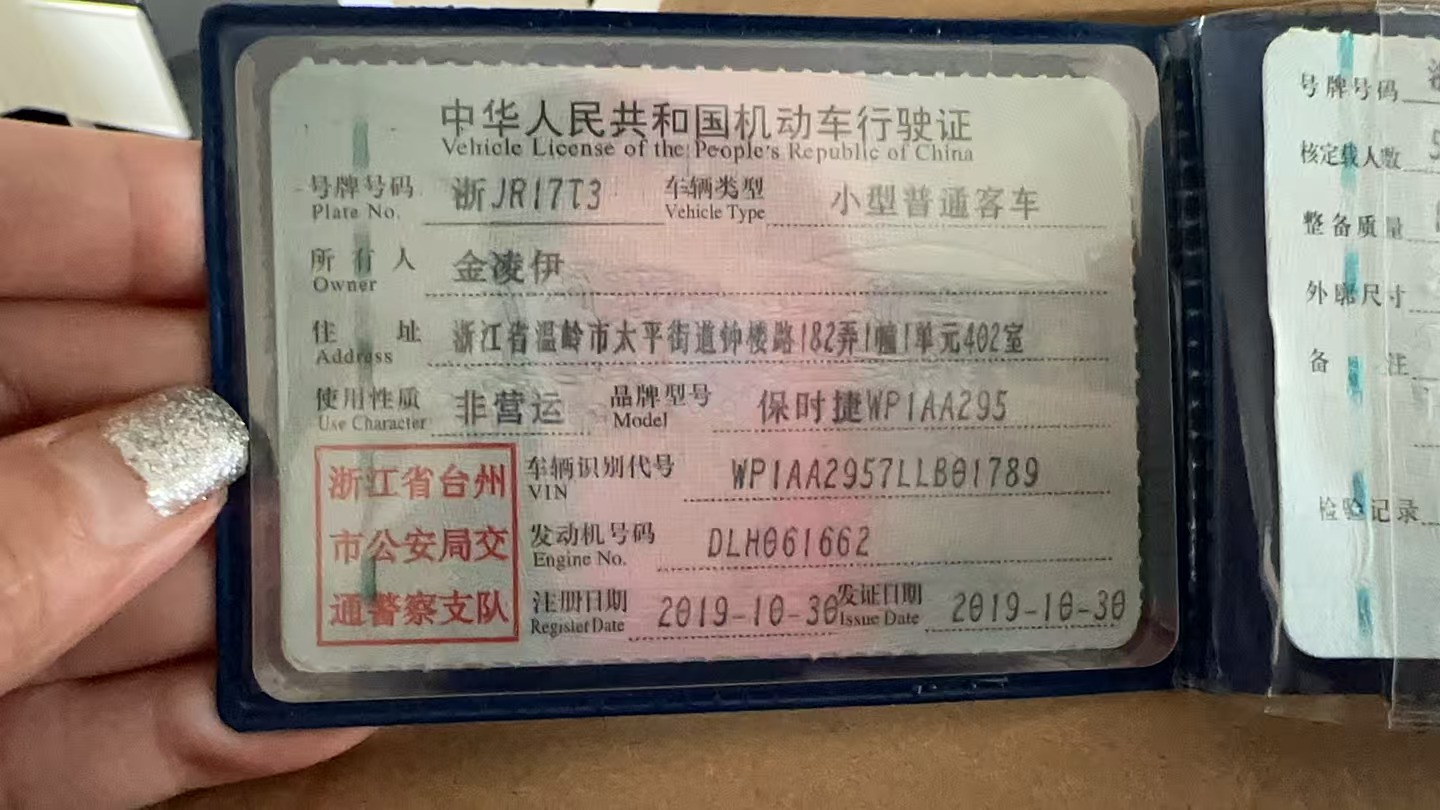 中华人民共和国机动车行驶证
Vehicle License of the People's Republic of China
号牌号码 浙JR17T3 车辆类型 小型普通客车
Plate No. Vehicle Type
所有人 金凌伊
Owner
住址 浙江省温岭市太平街道钟楼路182弄1幢1单元402室
Address
使用性质 非营运 品牌型号 保时捷WP1AA295
Use Character Model
浙江省台州
市公安局交
通警察支队
车辆识别代号 WP1AA2957LLB01789
VIN
发动机号码 DLH061662
Engine No.
注册日期 2019-10-30 发证日期 2019-10-30
Register Date Issue Date
号牌号码
核定载人数 5
整备质量
外廓尺寸
备注
检验记录